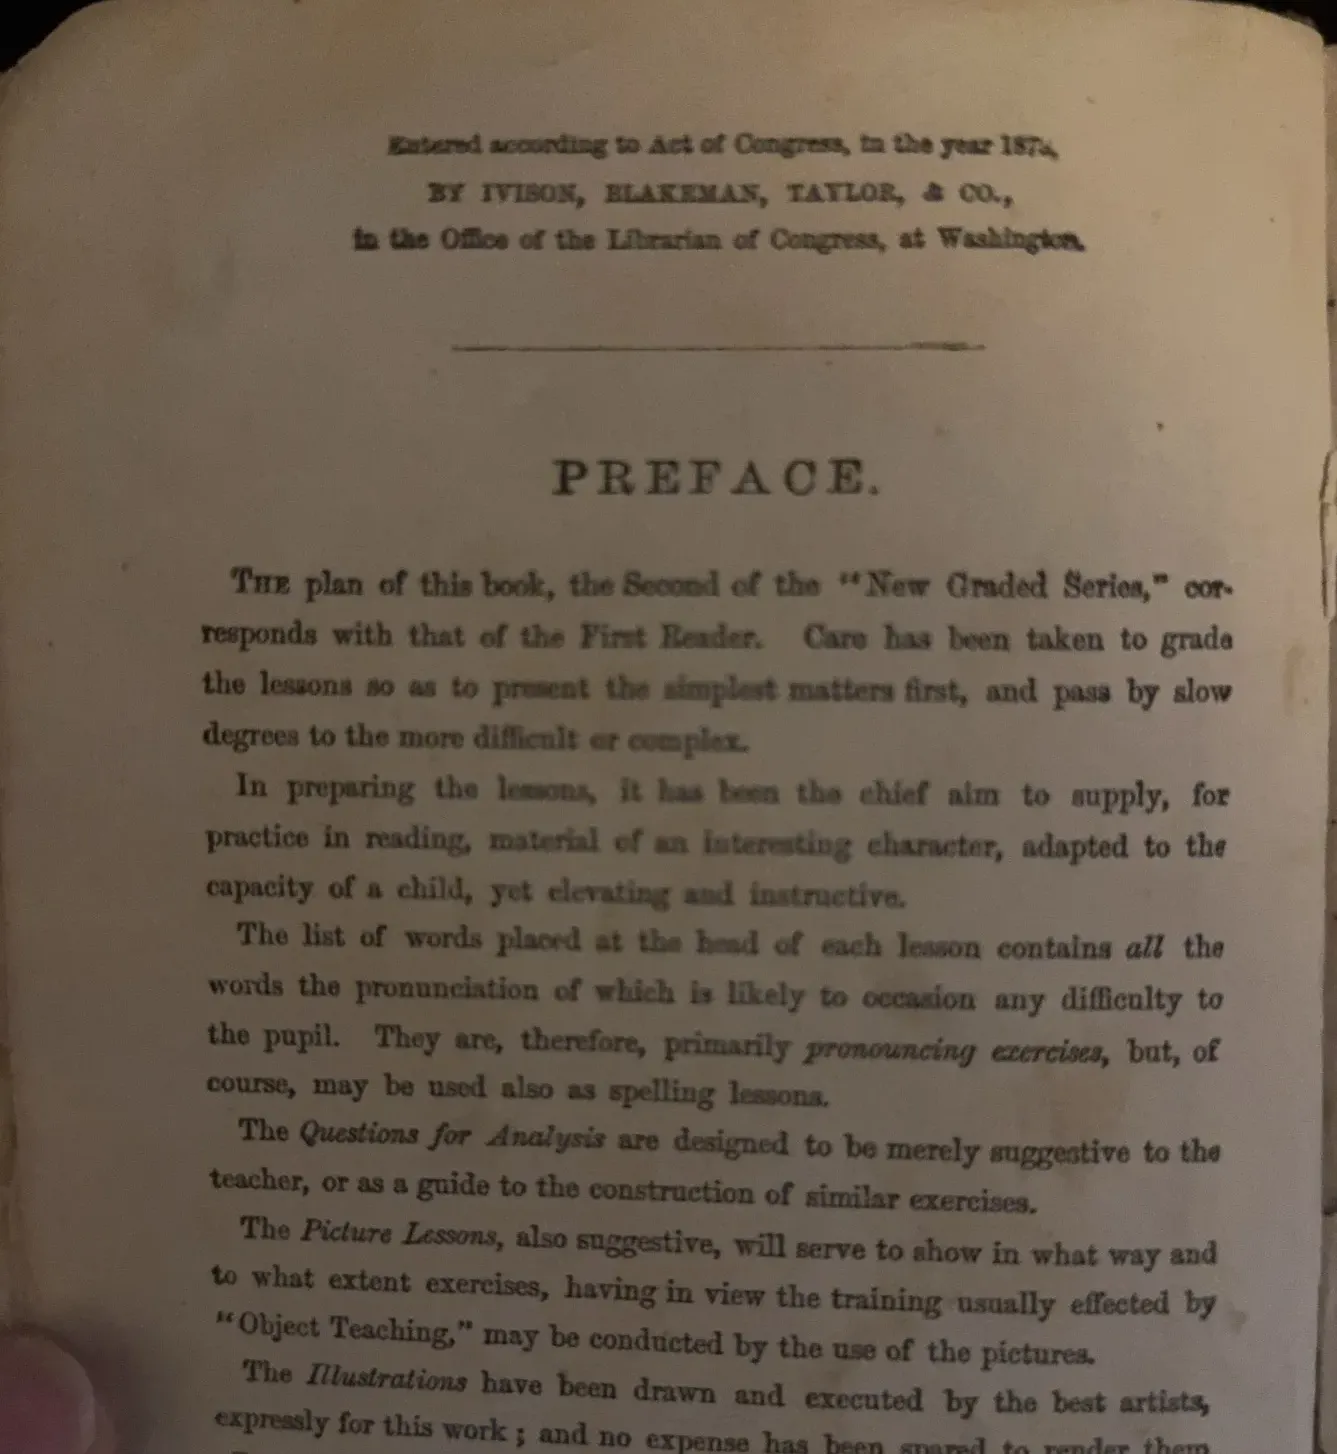 Entered according to Act of Congress, in the year
BY IVISON, BLAKEMAN, TAYLOR, & CO.,
in the Office of the Librarian of Congress, at Washington.
PREFACE.
THE plan of this book, the Second of the "New Graded Series," cor-
responds with that of the First Reader. Care has been taken to grade
the lessons so as to present the simplest matters first, and pass by slow
degrees to the more difficult or complex.
In preparing the lessons, it has been the chief aim to supply, for
practice in reading, material of an interesting character, adapted to the
capacity of a child, yet elevating and instructive.
The list of words placed at the head of each lesson contains all the
words the pronunciation of which is likely to occasion any difficulty to
the pupil. They are, therefore, primarily pronouncing exercises, but, of
course, may be used also as spelling lessons.
The Questions for Analysis are designed to be merely suggestive to the
teacher, or as a guide to the construction of similar exercises.
The Picture Lessons, also suggestive, will serve to show in what way and
to what extent exercises, having in view the training usually effected by
"Object Teaching," may be conducted by the use of the pictures.
The Illustrations have been drawn and executed by the best artists,
expressly for this work; and no expense has been spared to render them